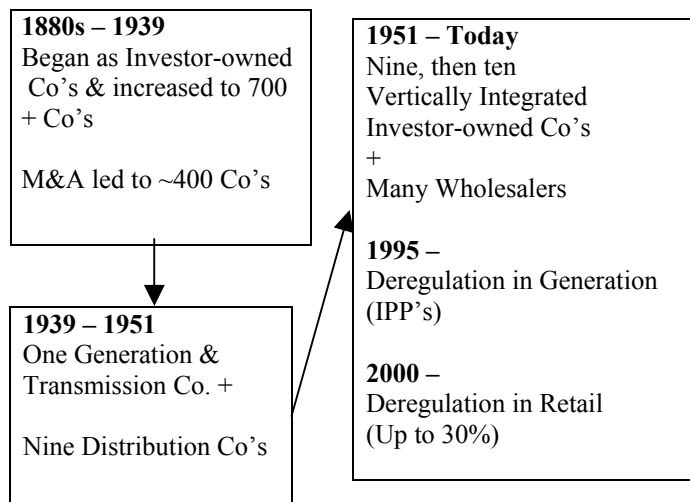 1880s – 1939
Began as Investor-owned
Co’s & increased to 700
+ Co’s
M&A led to ~400 Co’s
1939 – 1951
One Generation &
Transmission Co. +
Nine Distribution Co’s
1951 – Today
Nine, then ten
Vertically Integrated
Investor-owned Co’s
+
Many Wholesalers
1995 –
Deregulation in Generation
(IPP’s)
2000 –
Deregulation in Retail
(Up to 30%)